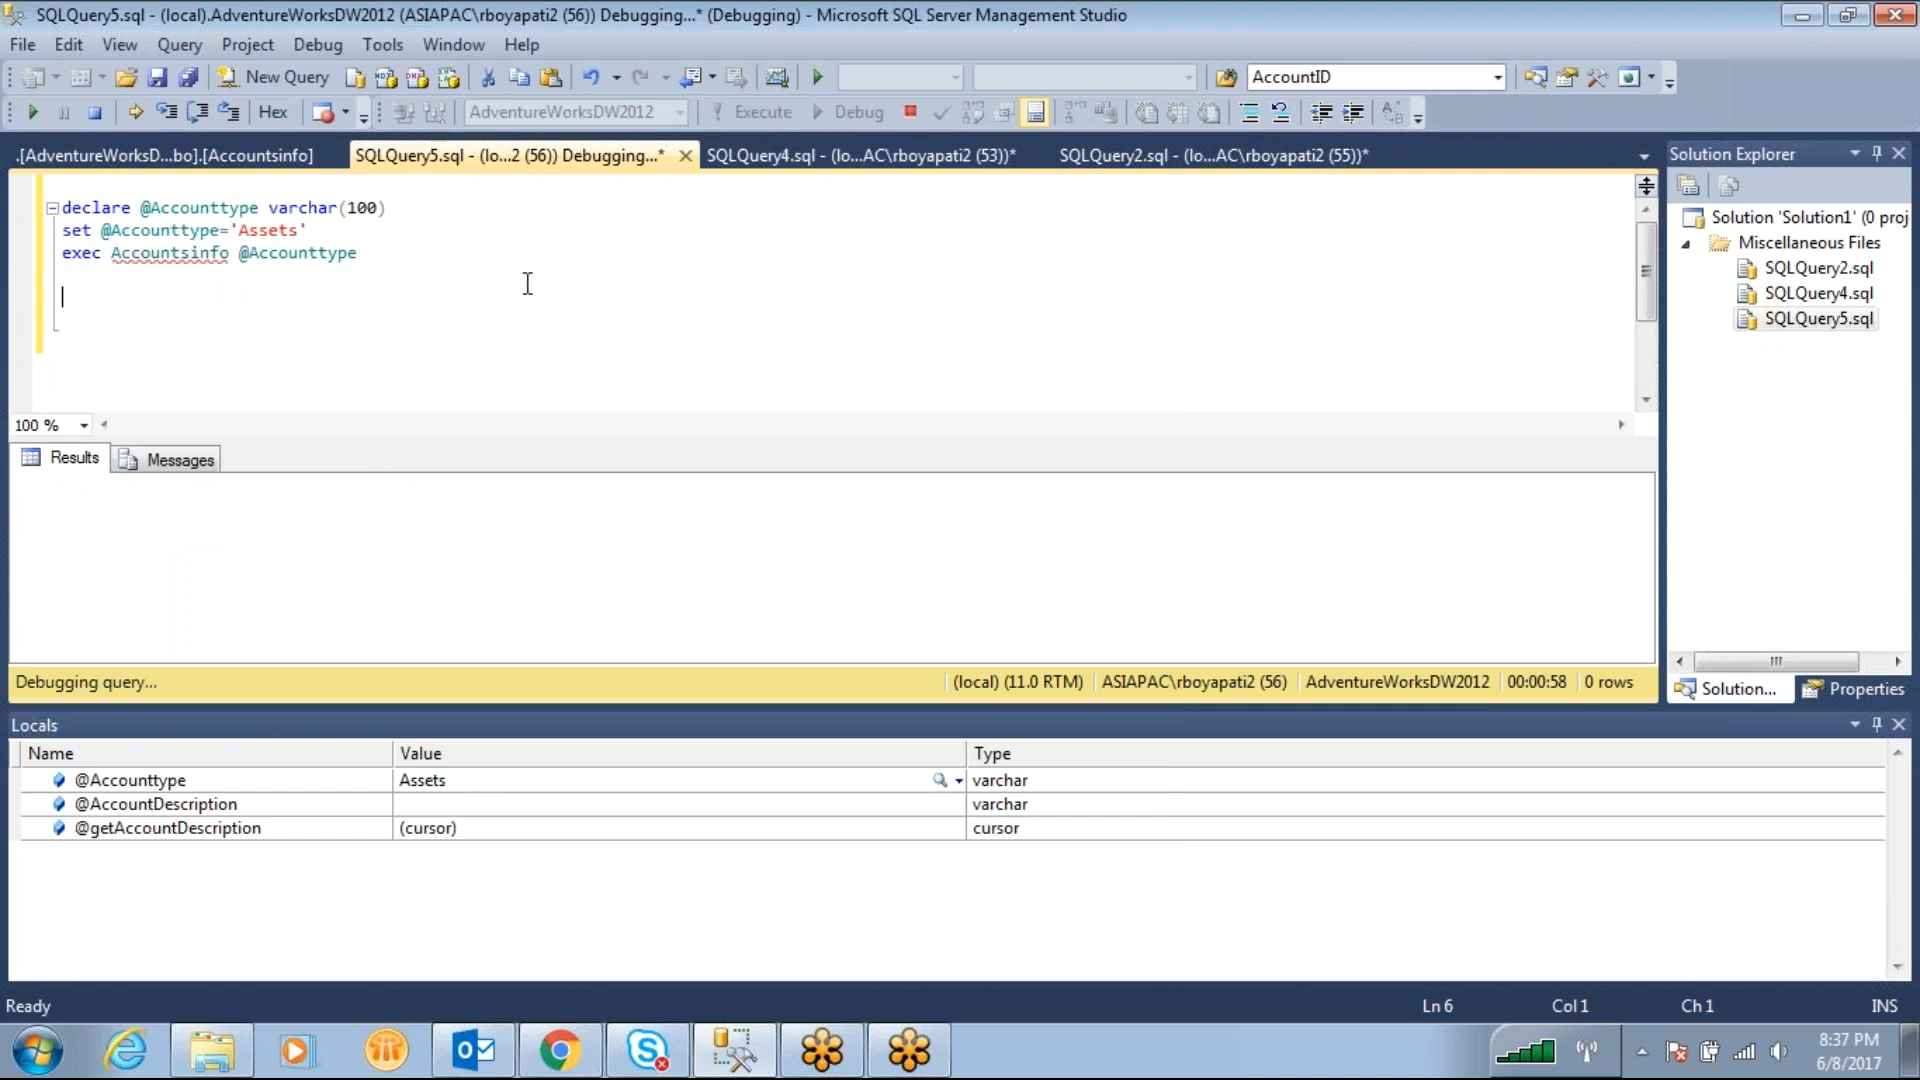 SQLQuery5.sql - (local).AdventureWorksDW2012 (ASIAPAC\rboyapati2 (56)) Debugging...* (Debugging) - Microsoft SQL Server Management Studio
File Edit View Query Project Debug Tools Window Help
New Query AccountID
Hex AdventureWorksDW2012 Execute Debug
.[AdventureWorksD...bo].[Accountsinfo] SQLQuery5.sql - (lo...2 (56)) Debugging...* SQLQuery4.sql - (lo...AC\rboyapati2 (53))* SQLQuery2.sql - (lo...AC\rboyapati2 (55))*
declare @Accounttype varchar(100)
set @Accounttype='Assets'
exec Accountsinfo @Accounttype
100 %
Results Messages
Debugging query... (local) (11.0 RTM) ASIAPAC\rboyapati2 (56) AdventureWorksDW2012 00:00:58 0 rows
Solution Explorer
Solution 'Solution1' (0 proj
Miscellaneous Files
SQLQuery2.sql
SQLQuery4.sql
SQLQuery5.sql
Solution... Properties
Locals
Name Value Type
@Accounttype Assets varchar
@AccountDescription varchar
@getAccountDescription (cursor) cursor
Ready Ln 6 Col 1 Ch 1 INS
8:37 PM
6/8/2017